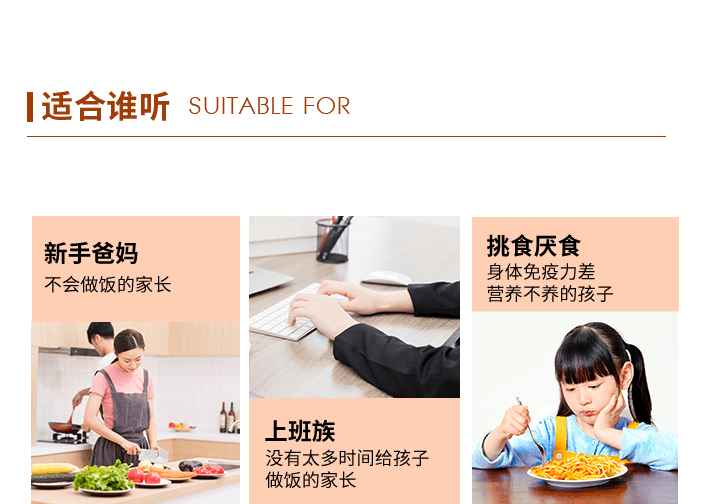 适合谁听 SUITABLE FOR
新手爸妈
不会做饭的家长
上班族
没有太多时间给孩子
做饭的家长
挑食厌食
身体免疫力差
营养不养的孩子